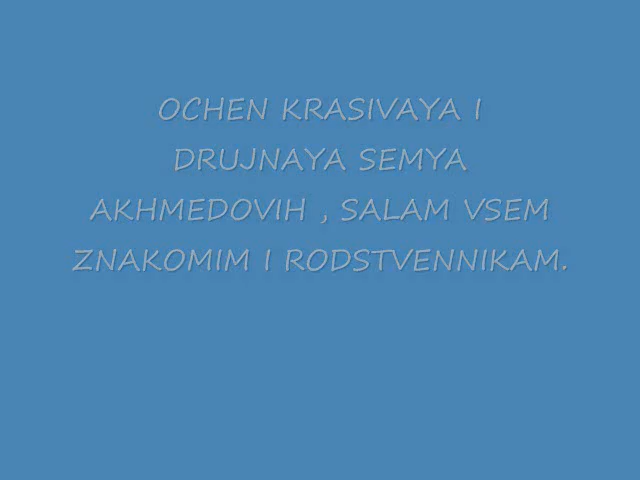 OCHEN KRASIVAYA I
DRUJNAYA SEMYA
AKHMEDOVIH , SALAM VSEM
ZNAKOMIM I RODSTVENNIKAM.